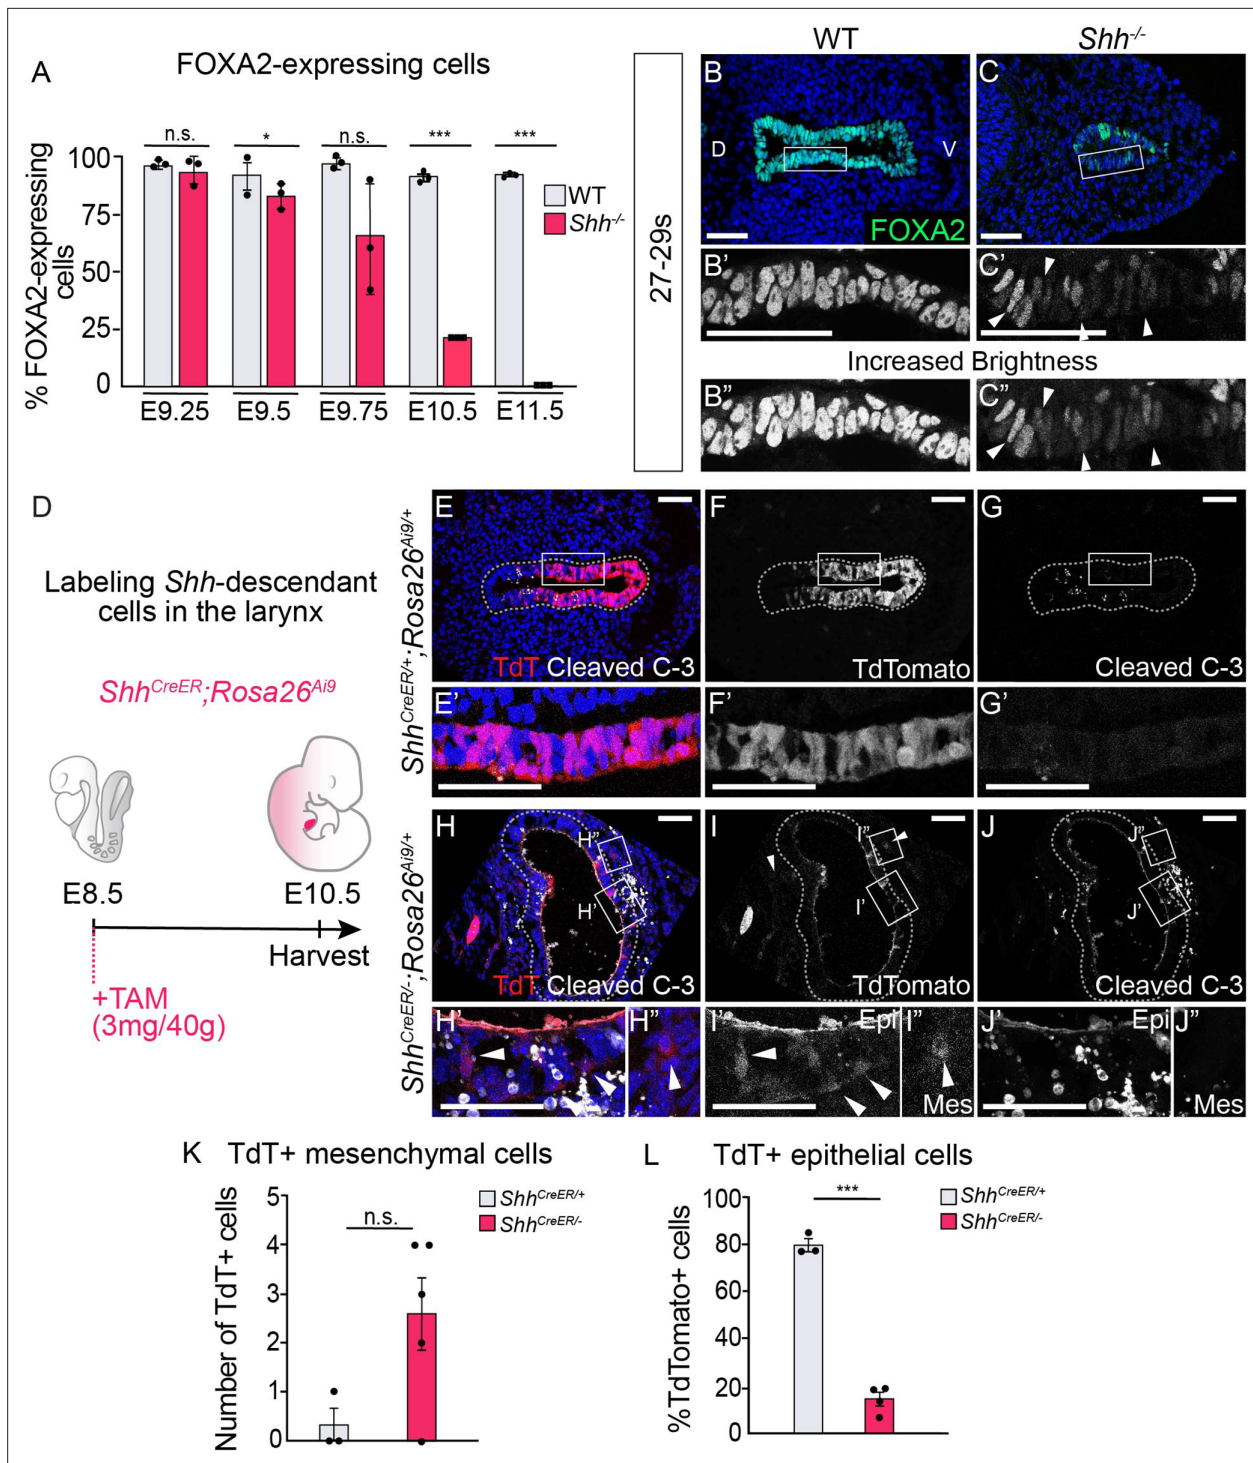 A
FOXA2-expressing cells
n.s.
*
n.s.
***
***
100
75
50
25
0
% FOXA2-expressing
cells
WT
Shh-/-
E9.25
E9.5
E9.75
E10.5
E11.5
27-29s
WT
Shh-/-
B
D
V
FOXA2
C
B'
C'
Increased Brightness
B"
C"
D
Labeling Shh-descendant
cells in the larynx
ShhCreER;Rosa26Ai9
E8.5
E10.5
Harvest
+TAM
(3mg/40g)
ShhCreER/+;Rosa26Ai9/+
E
TdT Cleaved C-3
F
TdTomato
G
Cleaved C-3
E'
F'
G'
ShhCreER/-;Rosa26Ai9/+
H
H"
H'
TdT Cleaved C-3
I
I"
I'
TdTomato
J
J"
J'
Cleaved C-3
H'
H"
I'
Epi
I"
Mes
J'
Epi
J"
Mes
K
TdT+ mesenchymal cells
Number of TdT+ cells
5
4
3
2
1
0
n.s.
ShhCreER/+
ShhCreER/-
L
TdT+ epithelial cells
%TdTomato+ cells
100
80
60
40
20
0
***
ShhCreER/+
ShhCreER/-